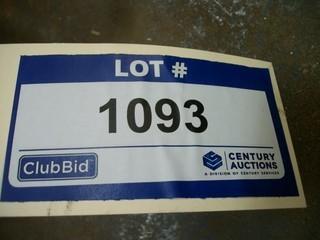 LOT #
1093
ClubBid
CENTURY
AUCTIONS
A DIVISION OF CENTURY SERVICES